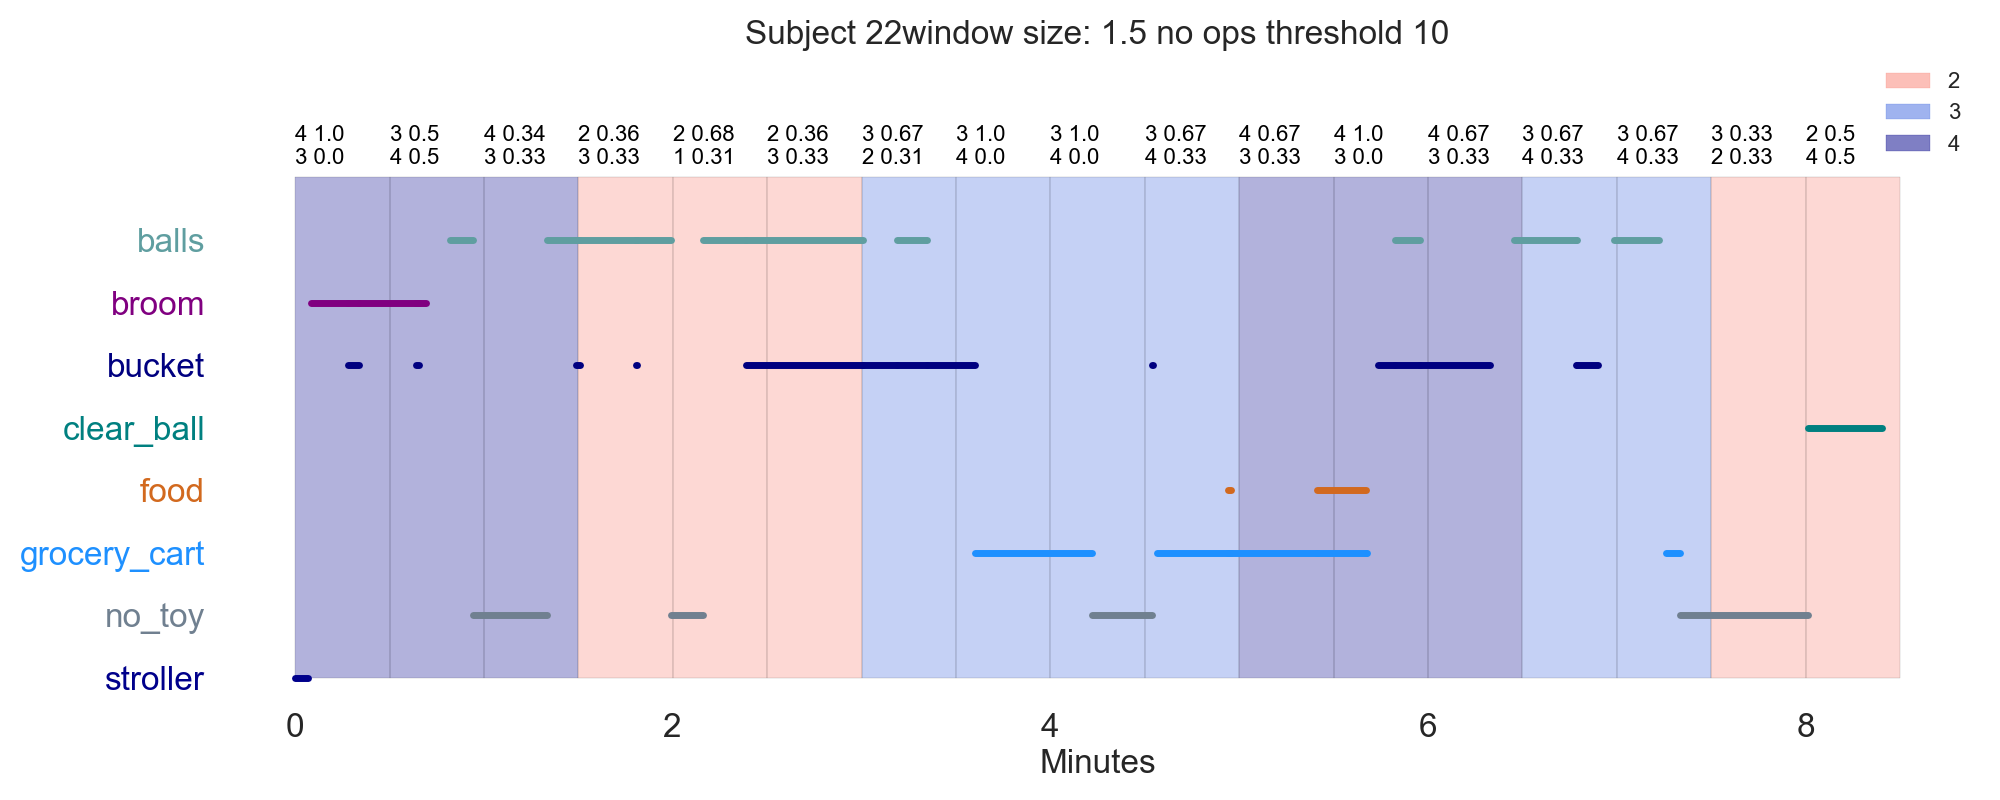 Subject 22window size: 1.5 no ops threshold 10
2
3
4
4 1.0 3 0.5 4 0.34 2 0.36 2 0.68 2 0.36 3 0.67 3 1.0 3 1.0 3 0.67 4 0.67 4 1.0 4 0.67 3 0.67 3 0.67 3 0.33 2 0.5
3 0.0 4 0.5 3 0.33 3 0.33 1 0.31 3 0.33 2 0.31 4 0.0 4 0.0 4 0.33 3 0.33 3 0.0 3 0.33 4 0.33 4 0.33 2 0.33 4 0.5
balls
broom
bucket
clear_ball
food
grocery_cart
no_toy
stroller
0 2 4 6 8
Minutes